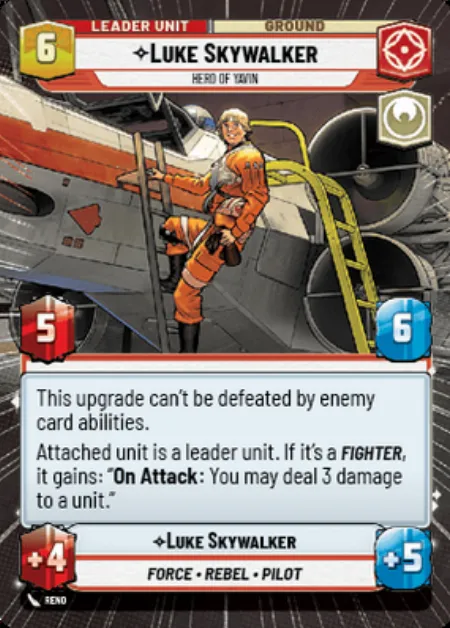 LEADER UNIT
GROUND
6
LUKE SKYWALKER
HERO OF YAVIN
5
6
This upgrade can't be defeated by enemy
card abilities.
Attached unit is a leader unit. If it's a FIGHTER,
it gains: "On Attack: You may deal 3 damage
to a unit."
LUKE SKYWALKER
+4
+5
FORCE • REBEL • PILOT
RENO